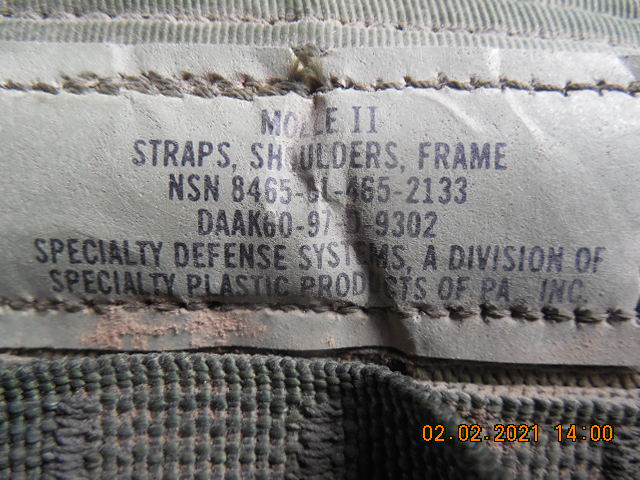 MOLLE II
STRAPS, SHOULDERS, FRAME
NSN 8465-01-465-2133
DAAK60-97-D-9302
SPECIALTY DEFENSE SYSTEMS, A DIVISION OF
SPECIALTY PLASTIC PRODUCTS OF PA. INC.
02.02.2021 14:00